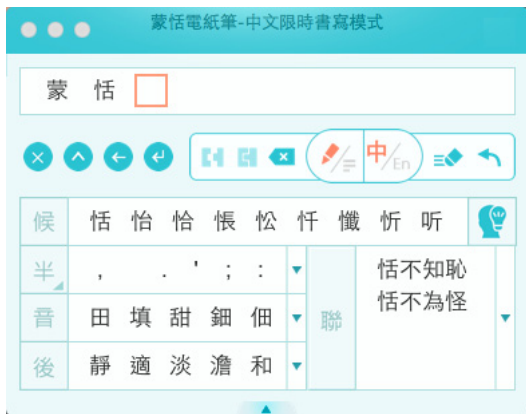 蒙恬電紙筆-中文限時書寫模式
蒙 恬
中/En
候 恬 怡 恰 悵 忪 忏 懺 忻 听
半 , . ' ; :
音 田 填 甜 鈿 佃
後 靜 適 淡 澹 和
聯 恬不知恥
恬不為怪